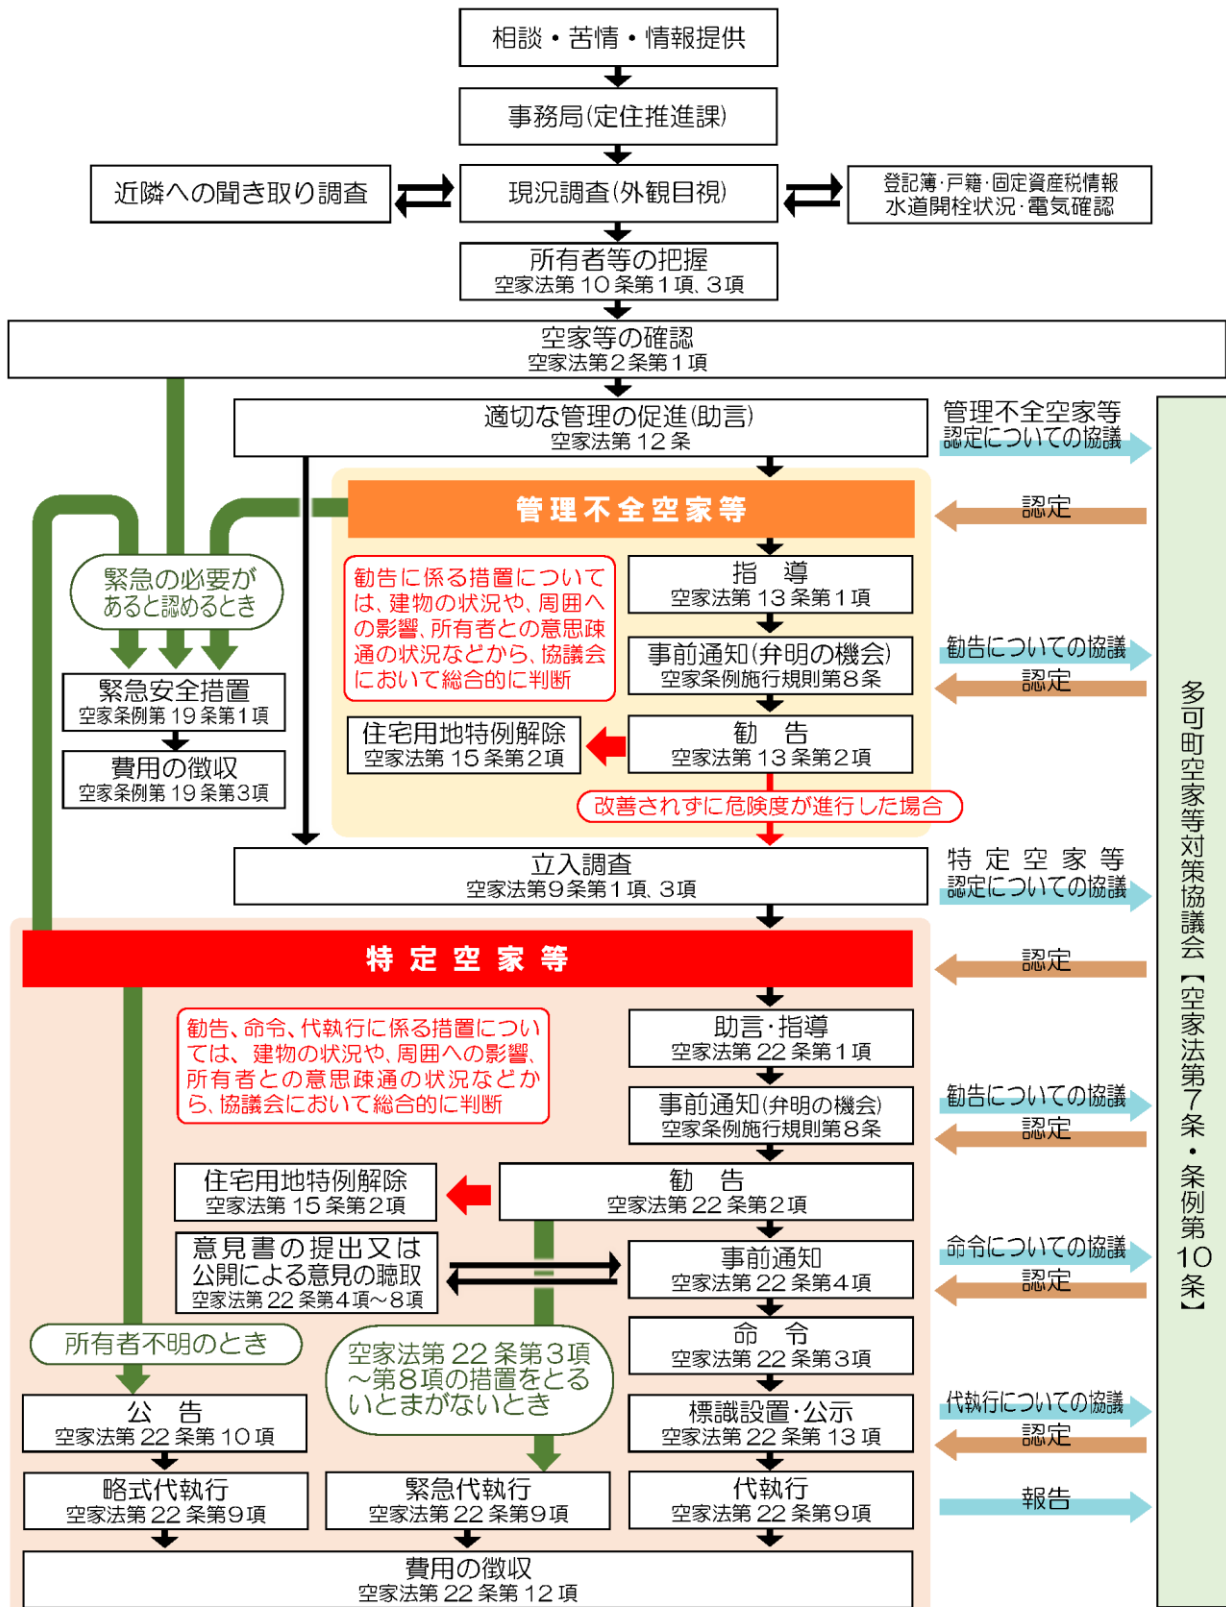 相談・苦情・情報提供
事務局(定住推進課)
近隣への聞き取り調査
現況調査(外観目視)
登記簿・戸籍・固定資産税情報
水道開栓状況・電気確認
所有者等の把握
空家法第10条第1項、3項
空家等の確認
空家法第2条第1項
適切な管理の促進(助言)
空家法第12条
管理不全空家等
認定についての協議
管理不全空家等
認定
緊急の必要が
あると認めるとき
勧告に係る措置について
は、建物の状況や、周囲へ
の影響、所有者との意思疎
通の状況などから、協議会
において総合的に判断
指 導
空家法第13条第1項
事前通知(弁明の機会)
空家条例施行規則第8条
勧告についての協議
認定
緊急安全措置
空家条例第19条第1項
費用の徴収
空家条例第19条第3項
住宅用地特例解除
空家法第15条第2項
勧 告
空家法第13条第2項
改善されずに危険度が進行した場合
立入調査
空家法第9条第1項、3項
特定空家等
認定についての協議
特定空家等
認定
勧告、命令、代執行に係る措置につい
ては、建物の状況や、周囲への影響、
所有者との意思疎通の状況などか
ら、協議会において総合的に判断
助言・指導
空家法第22条第1項
事前通知(弁明の機会)
空家条例施行規則第8条
勧告についての協議
認定
住宅用地特例解除
空家法第15条第2項
勧 告
空家法第22条第2項
意見書の提出又は
公開による意見の聴取
空家法第22条第4項～8項
事前通知
空家法第22条第4項
命令についての協議
認定
命 令
空家法第22条第3項
所有者不明のとき
空家法第22条第3項
～第8項の措置をとる
いとまがないとき
公 告
空家法第22条第10項
標識設置・公示
空家法第22条第13項
代執行についての協議
認定
略式代執行
空家法第22条第9項
緊急代執行
空家法第22条第9項
代執行
空家法第22条第9項
報告
費用の徴収
空家法第22条第12項
多可町空家等対策協議会【空家法第7条・条例第10条】